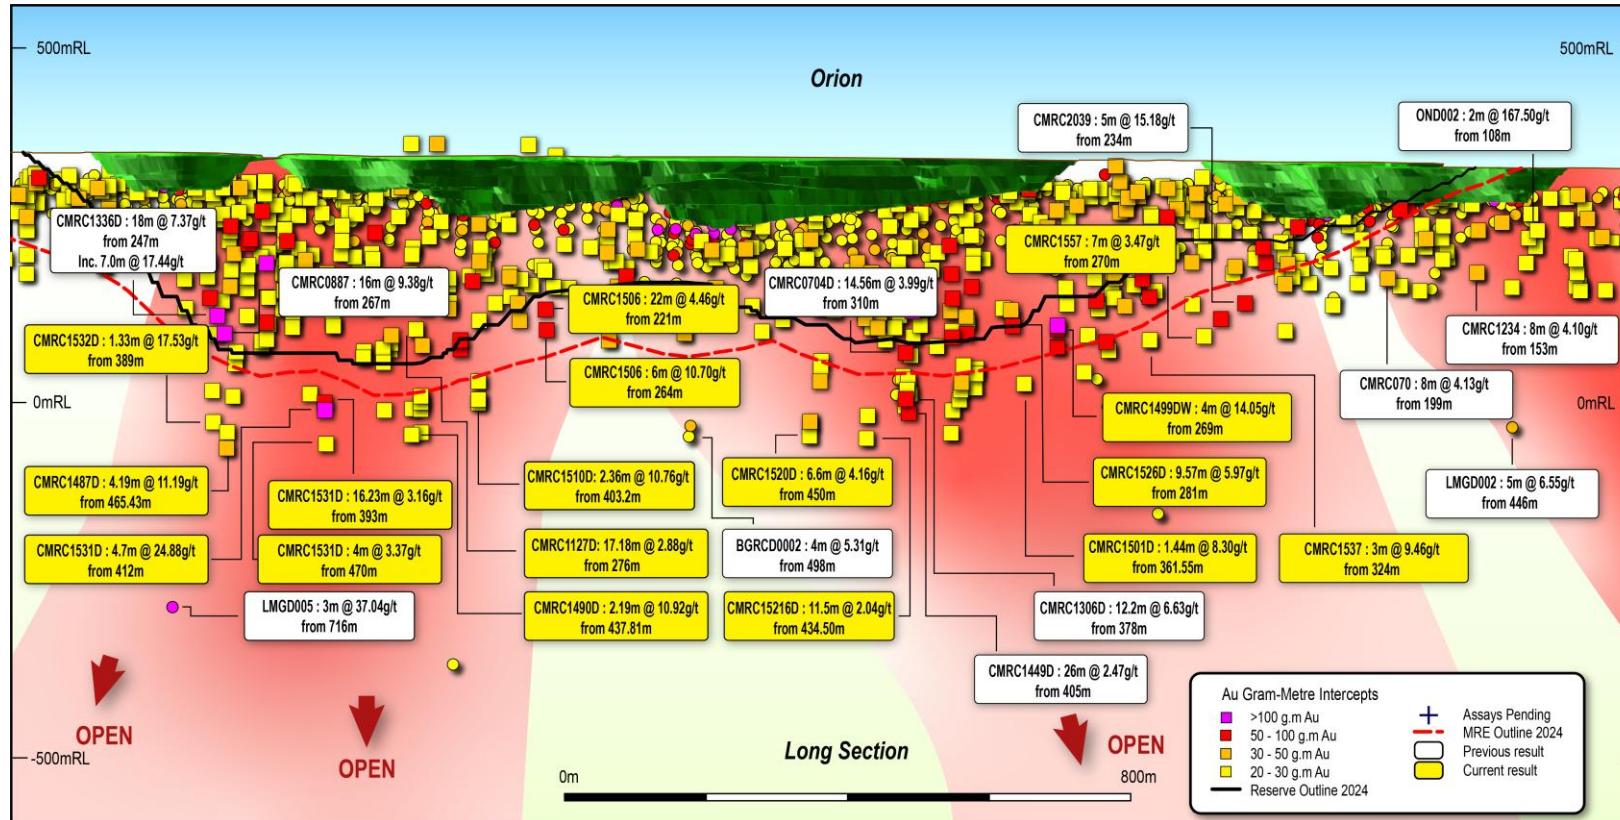 500mRL
500mRL
Orion
CMRC2039 : 5m @ 15.18g/t
from 234m
OND002 : 2m @ 167.50g/t
from 108m
CMRC1336D : 18m @ 7.37g/t
from 247m
Inc. 7.0m @ 17.44g/t
CMRC0887 : 16m @ 9.38g/t
from 267m
CMRC1506 : 22m @ 4.46g/t
from 221m
CMRC0704D : 14.56m @ 3.99g/t
from 310m
CMRC1557 : 7m @ 3.47g/t
from 270m
CMRC1532D : 1.33m @ 17.53g/t
from 389m
CMRC1506 : 6m @ 10.70g/t
from 264m
CMRC1234 : 8m @ 4.10g/t
from 153m
CMRC070 : 8m @ 4.13g/t
from 199m
0mRL
0mRL
CMRC1499DW : 4m @ 14.05g/t
from 269m
CMRC1487D : 4.19m @ 11.19g/t
from 465.43m
CMRC1531D : 16.23m @ 3.16g/t
from 393m
CMRC1510D: 2.36m @ 10.76g/t
from 403.2m
CMRC1520D : 6.6m @ 4.16g/t
from 450m
CMRC1526D : 9.57m @ 5.97g/t
from 281m
LMGD002 : 5m @ 6.55g/t
from 446m
CMRC1531D : 4.7m @ 24.88g/t
from 412m
CMRC1531D : 4m @ 3.37g/t
from 470m
CMRC1127D: 17.18m @ 2.88g/t
from 276m
BGRCD0002 : 4m @ 5.31g/t
from 498m
CMRC1501D : 1.44m @ 8.30g/t
from 361.55m
CMRC1537 : 3m @ 9.46g/t
from 324m
LMGD005 : 3m @ 37.04g/t
from 716m
CMRC1490D : 2.19m @ 10.92g/t
from 437.81m
CMRC15216D : 11.5m @ 2.04g/t
from 434.50m
CMRC1306D : 12.2m @ 6.63g/t
from 378m
CMRC1449D : 26m @ 2.47g/t
from 405m
OPEN
OPEN
OPEN
-500mRL
Long Section
0m
800m
Au Gram-Metre Intercepts
>100 g.m Au
50 - 100 g.m Au
30 - 50 g.m Au
20 - 30 g.m Au
Reserve Outline 2024
Assays Pending
MRE Outline 2024
Previous result
Current result